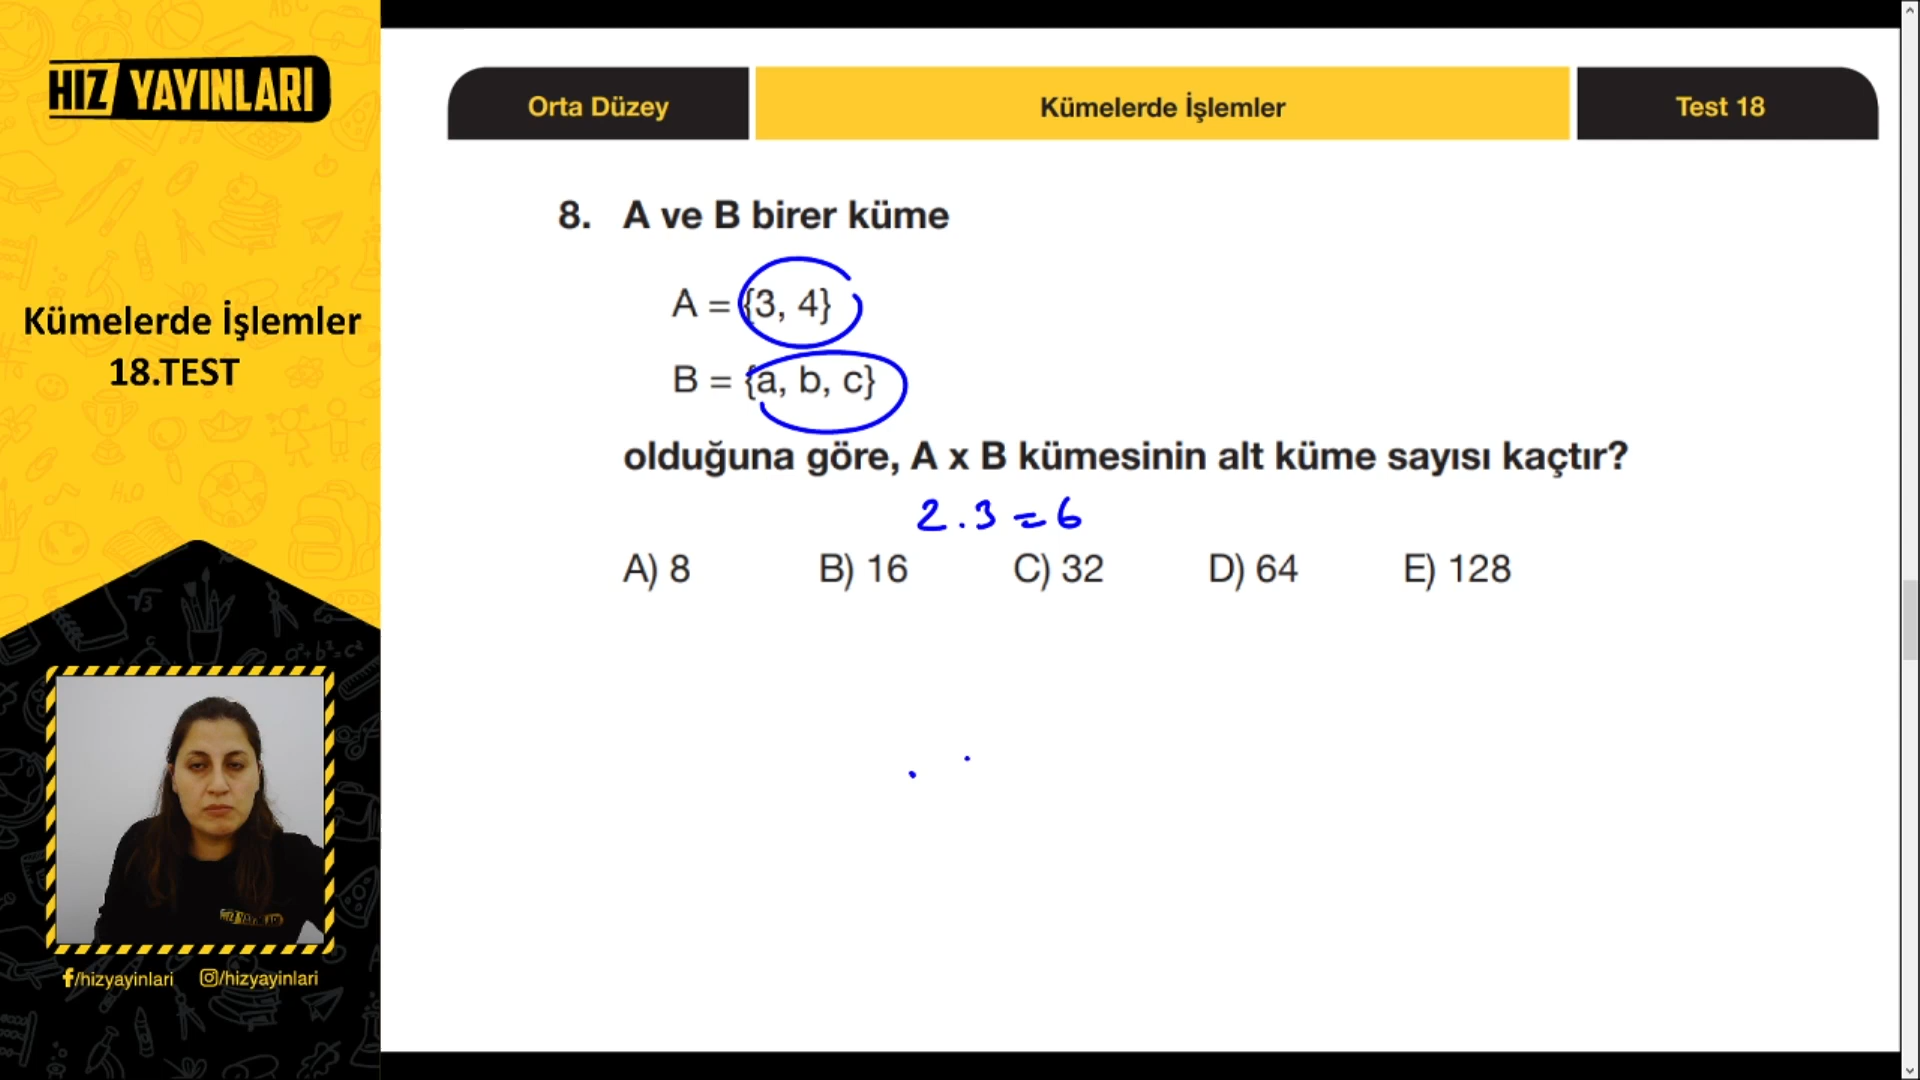 HIZ YAYINLARI
Kümelerde İşlemler
18.TEST
/hizyayinlari /hizyayinlari
Orta Düzey Kümelerde İşlemler Test 18
8. A ve B birer küme
A = {3, 4}
B = {a, b, c}
olduğuna göre, A x B kümesinin alt küme sayısı kaçtır?
2.3=6
A) 8 B) 16 C) 32 D) 64 E) 128